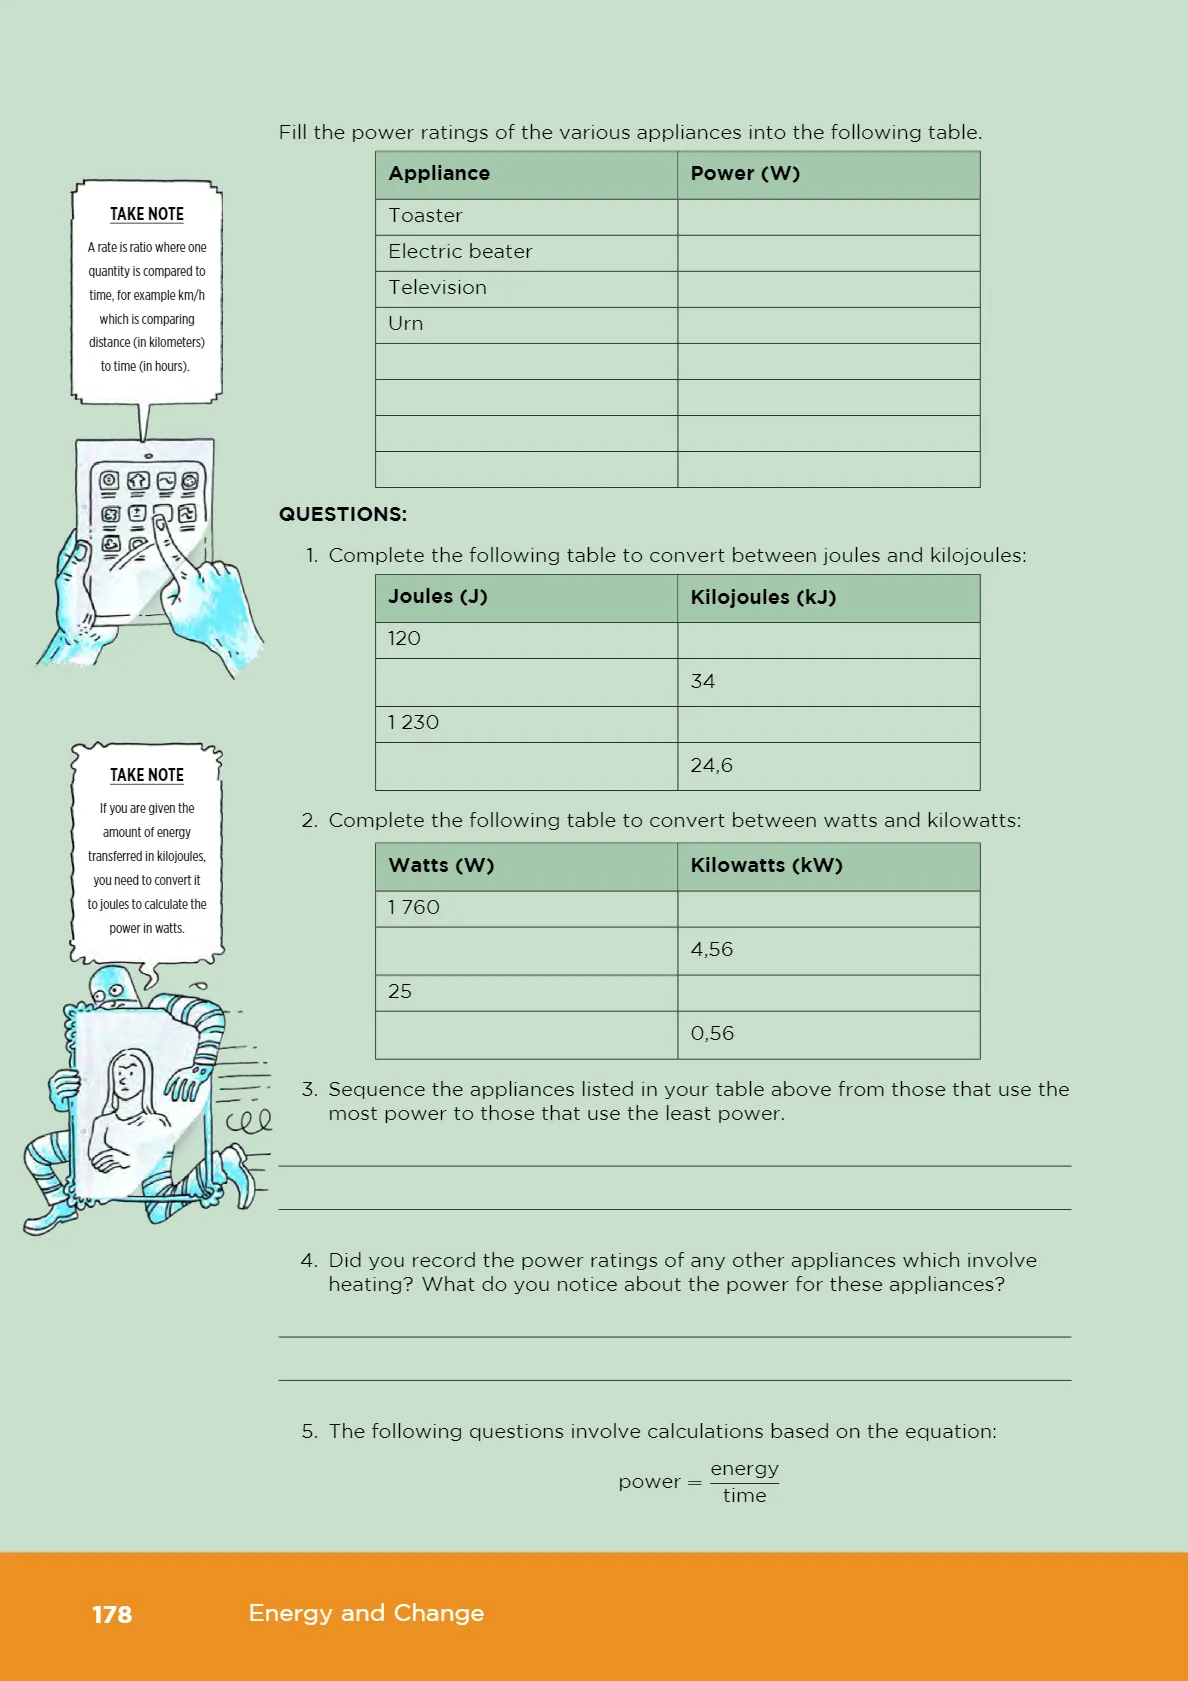 Fill the power ratings of the various appliances into the following table.
Appliance Power (W)
Toaster
Electric beater
Television
Urn
TAKE NOTE
A rate is ratio where one
quantity is compared to
time, for example km/h
which is comparing
distance (in kilometers)
to time (in hours).
QUESTIONS:
1. Complete the following table to convert between joules and kilojoules:
Joules (J) Kilojoules (kJ)
120
34
1 230
24,6
TAKE NOTE
If you are given the
amount of energy
transferred in kilojoules,
you need to convert it
to joules to calculate the
power in watts.
2. Complete the following table to convert between watts and kilowatts:
Watts (W) Kilowatts (kW)
1 760
4,56
25
0,56
3. Sequence the appliances listed in your table above from those that use the
most power to those that use the least power.
4. Did you record the power ratings of any other appliances which involve
heating? What do you notice about the power for these appliances?
5. The following questions involve calculations based on the equation:
power = energy
time
178 Energy and Change